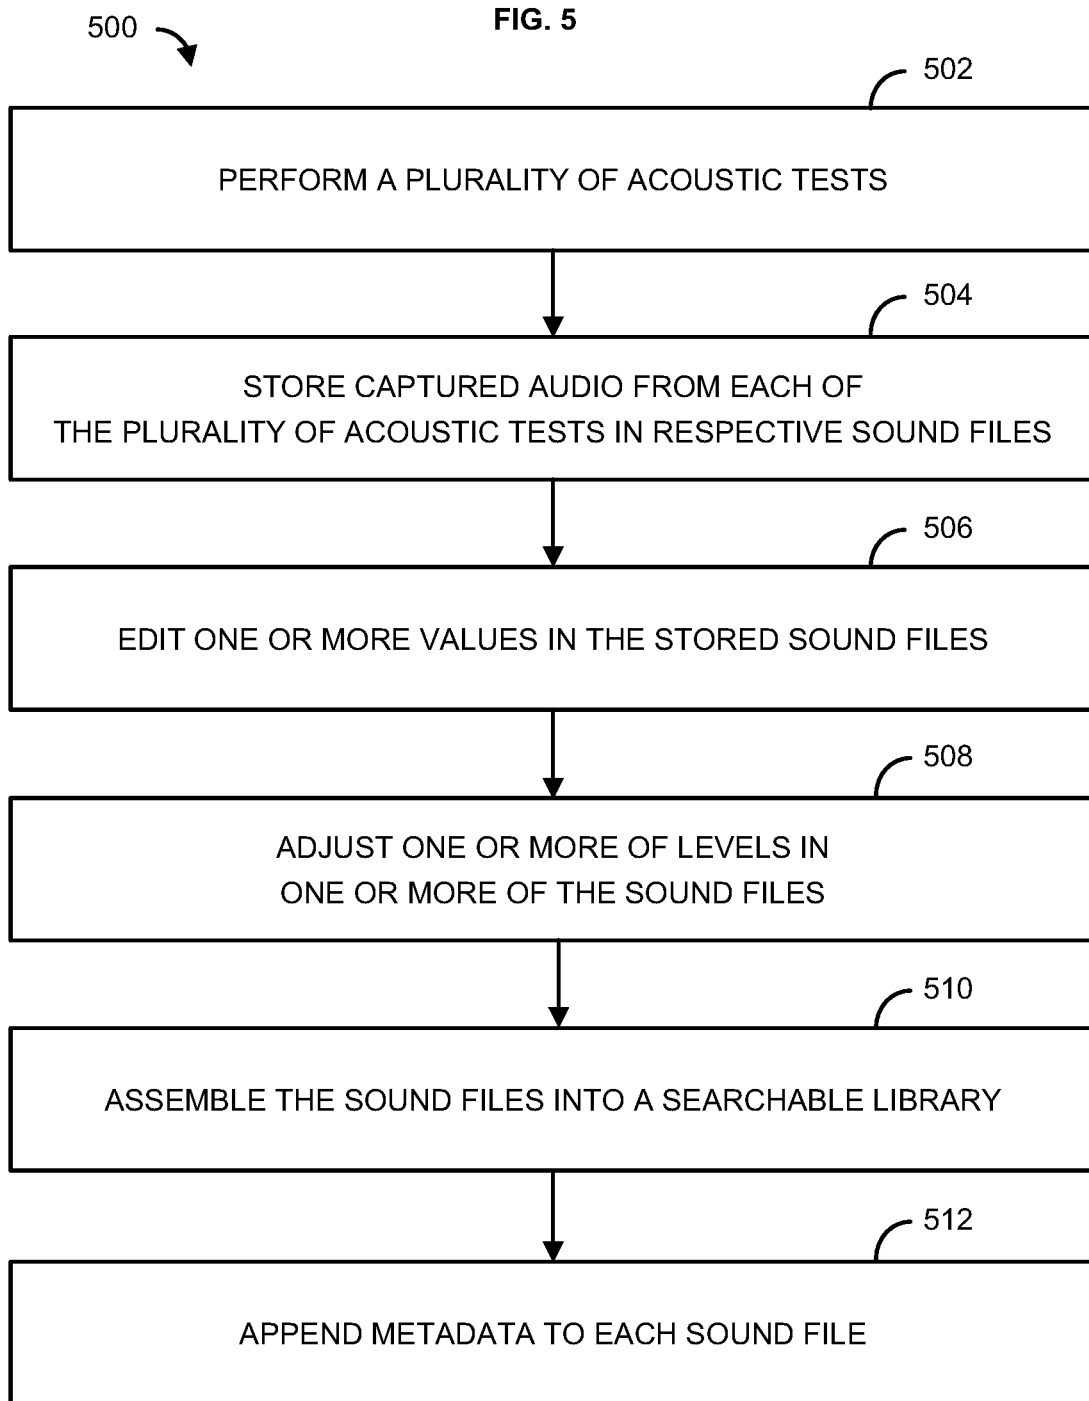 FIG. 5
500
502
PERFORM A PLURALITY OF ACOUSTIC TESTS
504
STORE CAPTURED AUDIO FROM EACH OF
THE PLURALITY OF ACOUSTIC TESTS IN RESPECTIVE SOUND FILES
506
EDIT ONE OR MORE VALUES IN THE STORED SOUND FILES
508
ADJUST ONE OR MORE OF LEVELS IN
ONE OR MORE OF THE SOUND FILES
510
ASSEMBLE THE SOUND FILES INTO A SEARCHABLE LIBRARY
512
APPEND METADATA TO EACH SOUND FILE